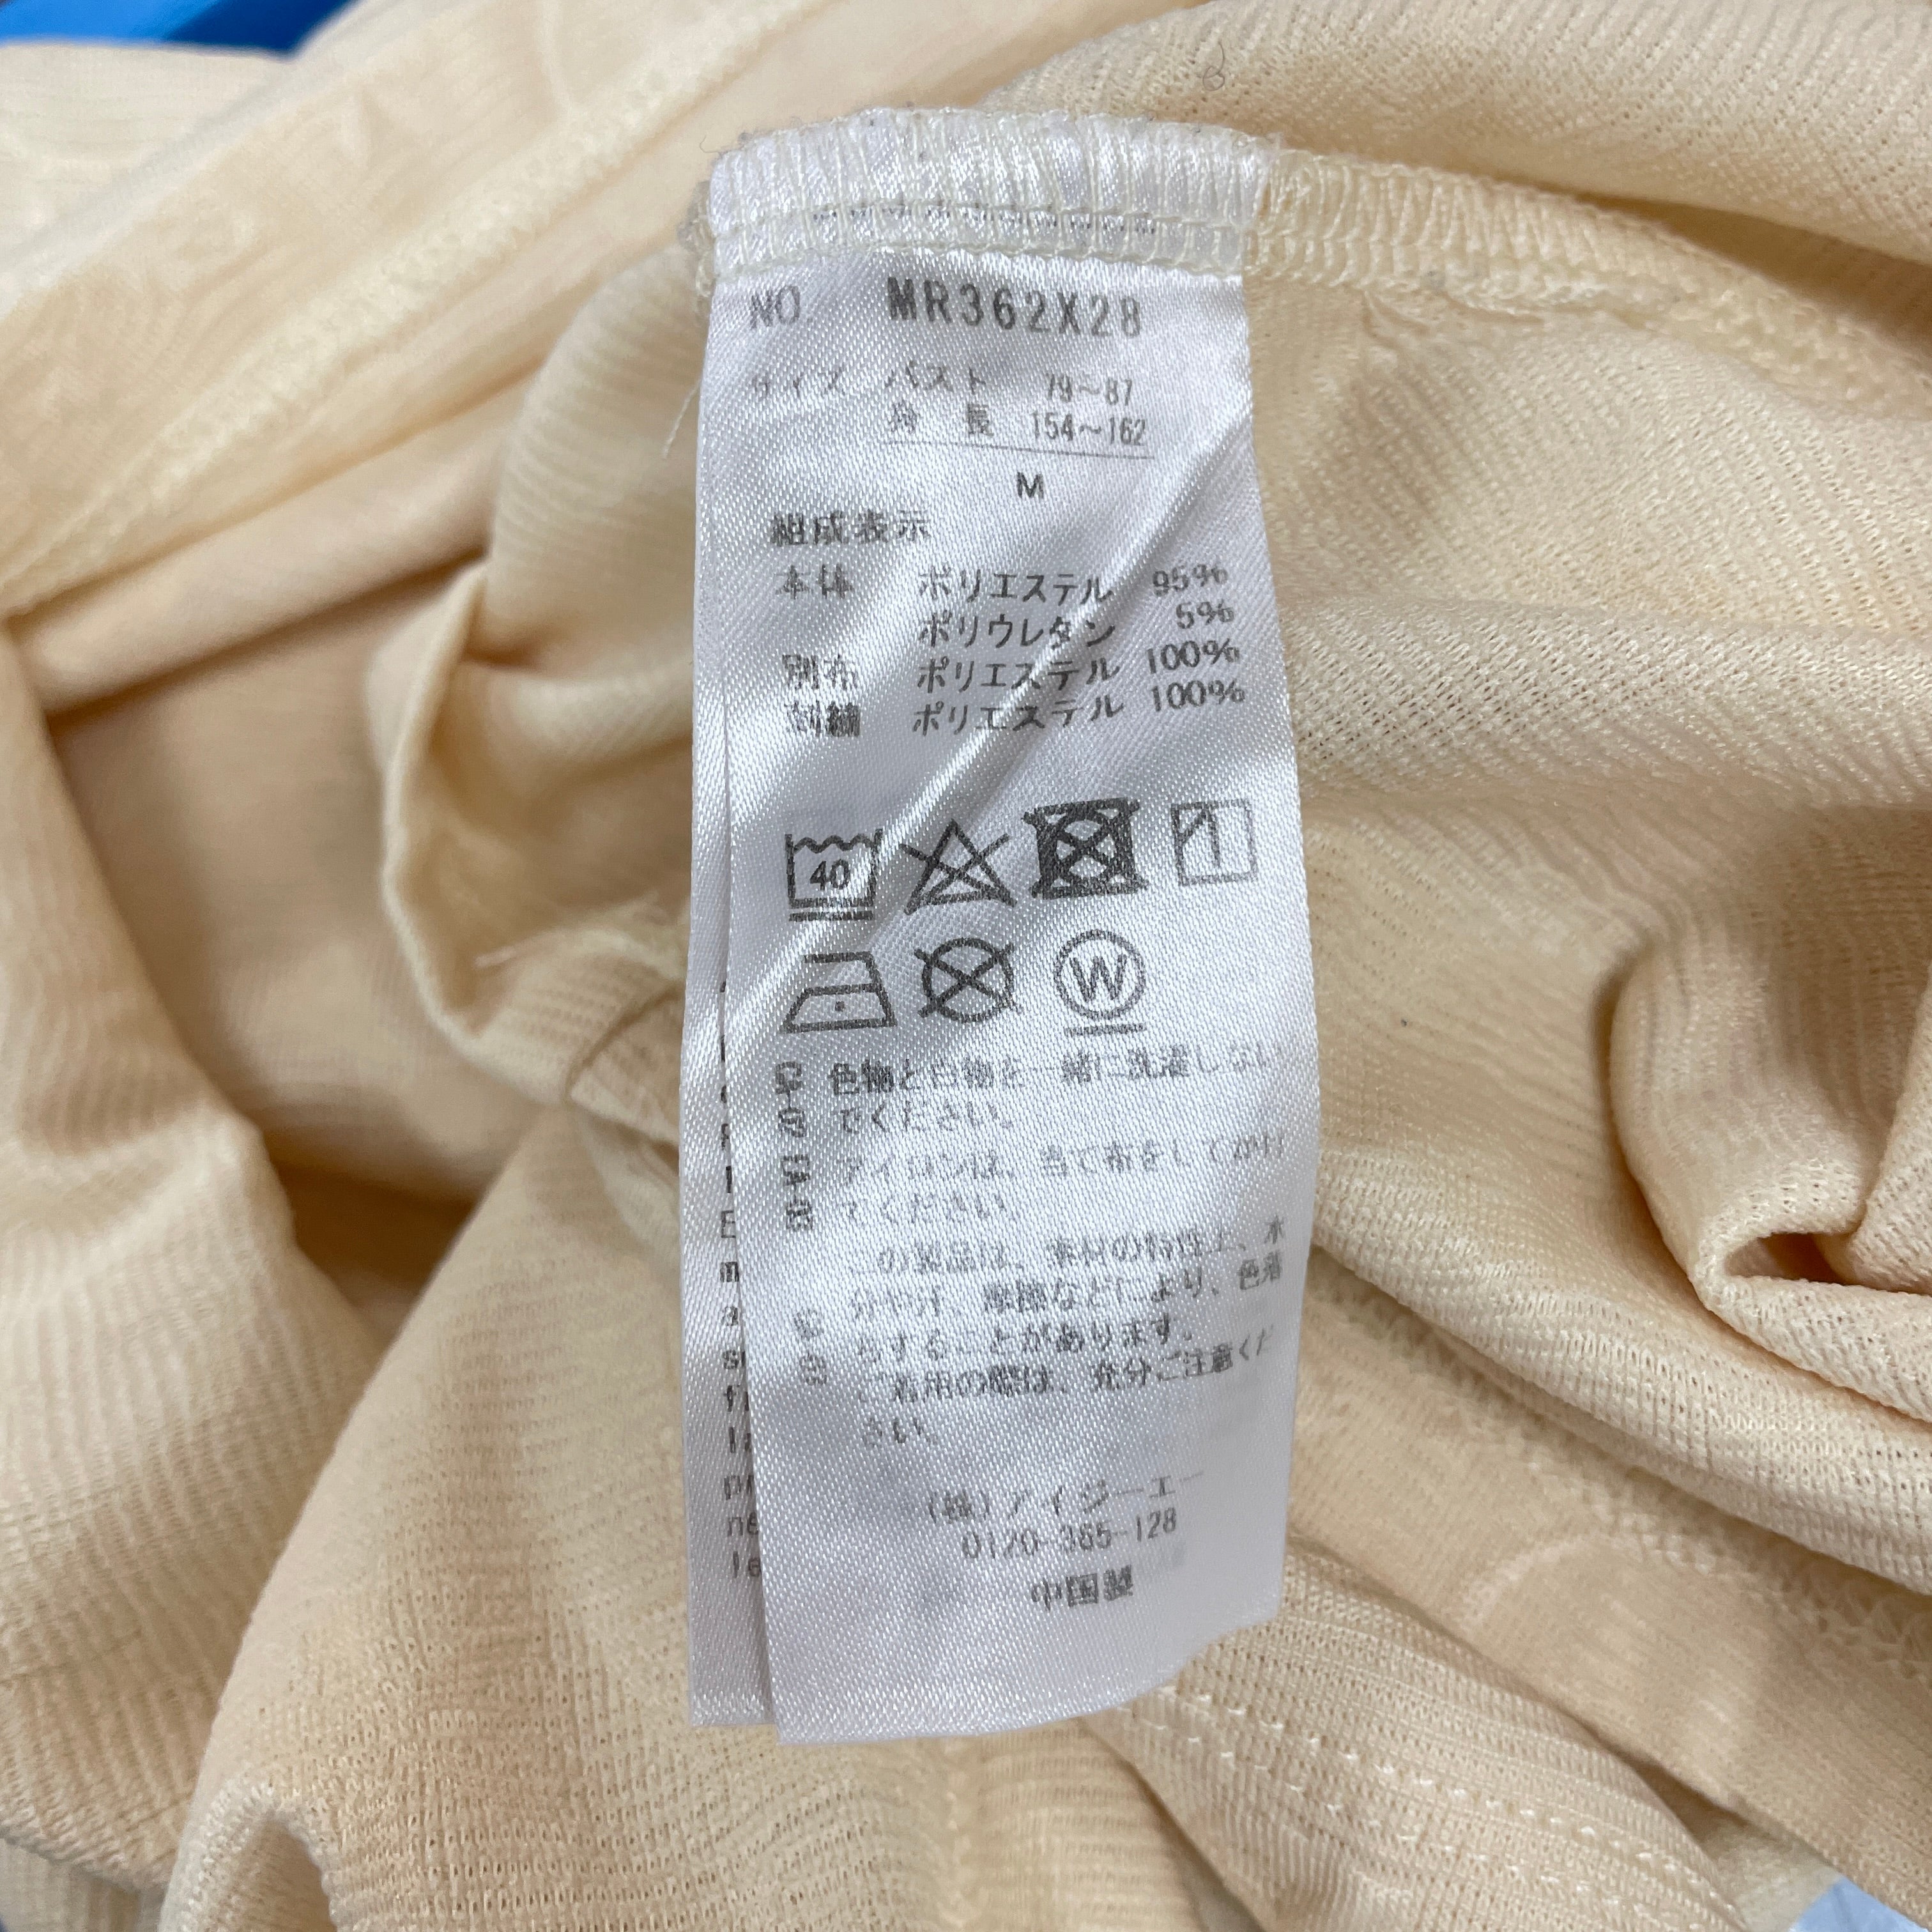 NO. MR362X28
サイズ バスト 79~87
身 長 154~162
M
組成表示
本体 ポリエステル 95%
ポリウレタン 5%
別布 ポリエステル 100%
刺繍 ポリエステル 100%
40
W
色物と白物を一緒に洗濯しない
でください。
アイロンは、当て布をしてかけ
てください。
この製品は、素材の特性上、水
分や汗、摩擦などにより、色落
ちすることがあります。
ご着用の際は、充分ご注意くだ
さい。
(株)アイジーエー
0120-365-128
中国製